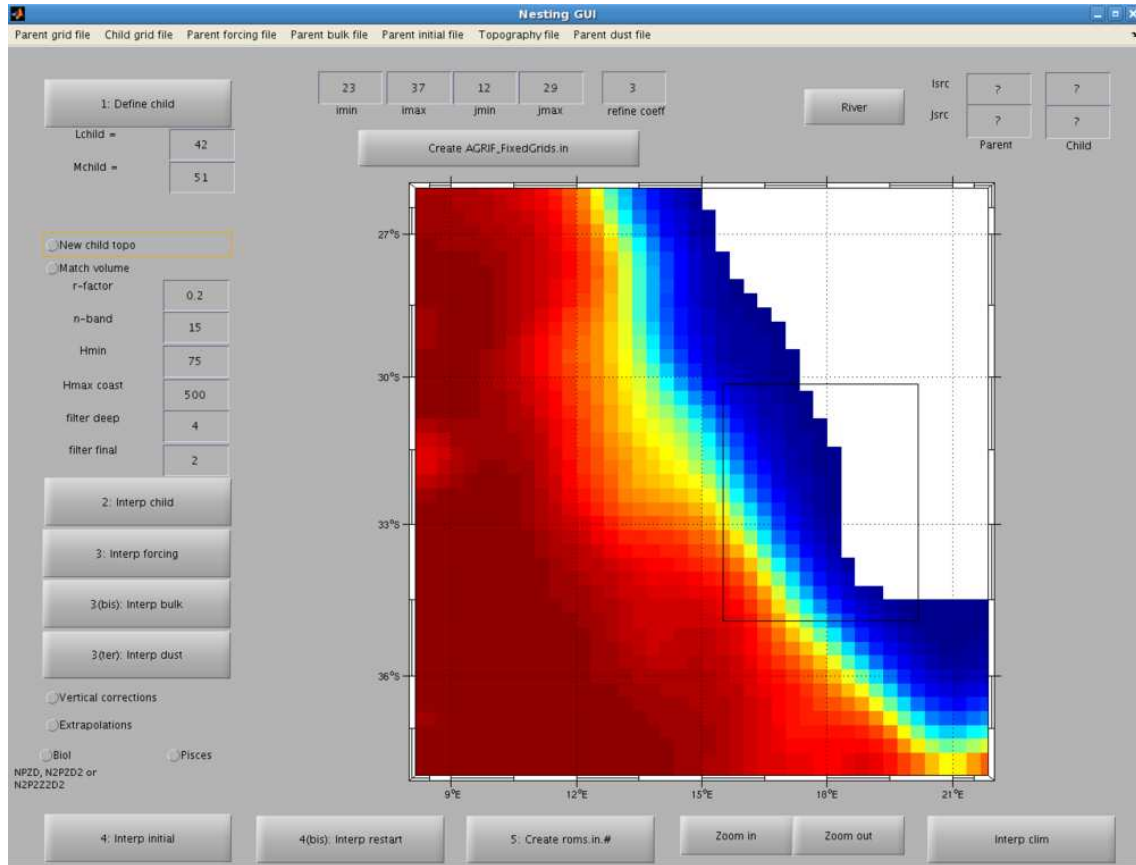 Nesting GUI
Parent grid file Child grid file Parent forcing file Parent bulk file Parent initial file Topography file Parent dust file
1: Define child
Lchild =
42
Mchild =
51
23 37 12 29 3
imin imax jmin jmax refine coeff
Create AGRIF_FixedGrids.in
River
Isrc ? ?
Jsrc ? ?
Parent Child
New child topo
Match volume
r-factor
0.2
n-band
15
Hmin
75
Hmax coast
500
filter deep
4
filter final
2
2: Interp child
3: Interp forcing
3(bis): Interp bulk
3(ter): Interp dust
Vertical corrections
Extrapolations
Biol Pisces
NPZD, N2PZD2 or
N2P2Z2D2
27°S
30°S
33°S
36°S
9°E 12°E 15°E 18°E 21°E
4: Interp initial 4(bis): Interp restart 5: Create roms.in.# Zoom in Zoom out Interp clim